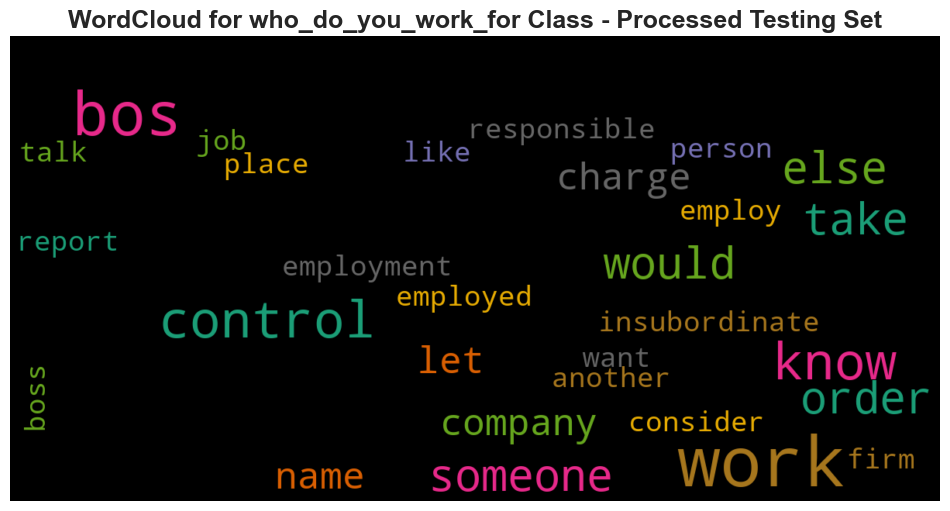 WordCloud for who_do_you_work_for Class - Processed Testing Set
bos
responsible
job
talk
place
like
person
charge
else
employ
take
report
employment
would
employed
control
insubordinate
let
want
another
know
boss
order
company
consider
work
firm
name
someone